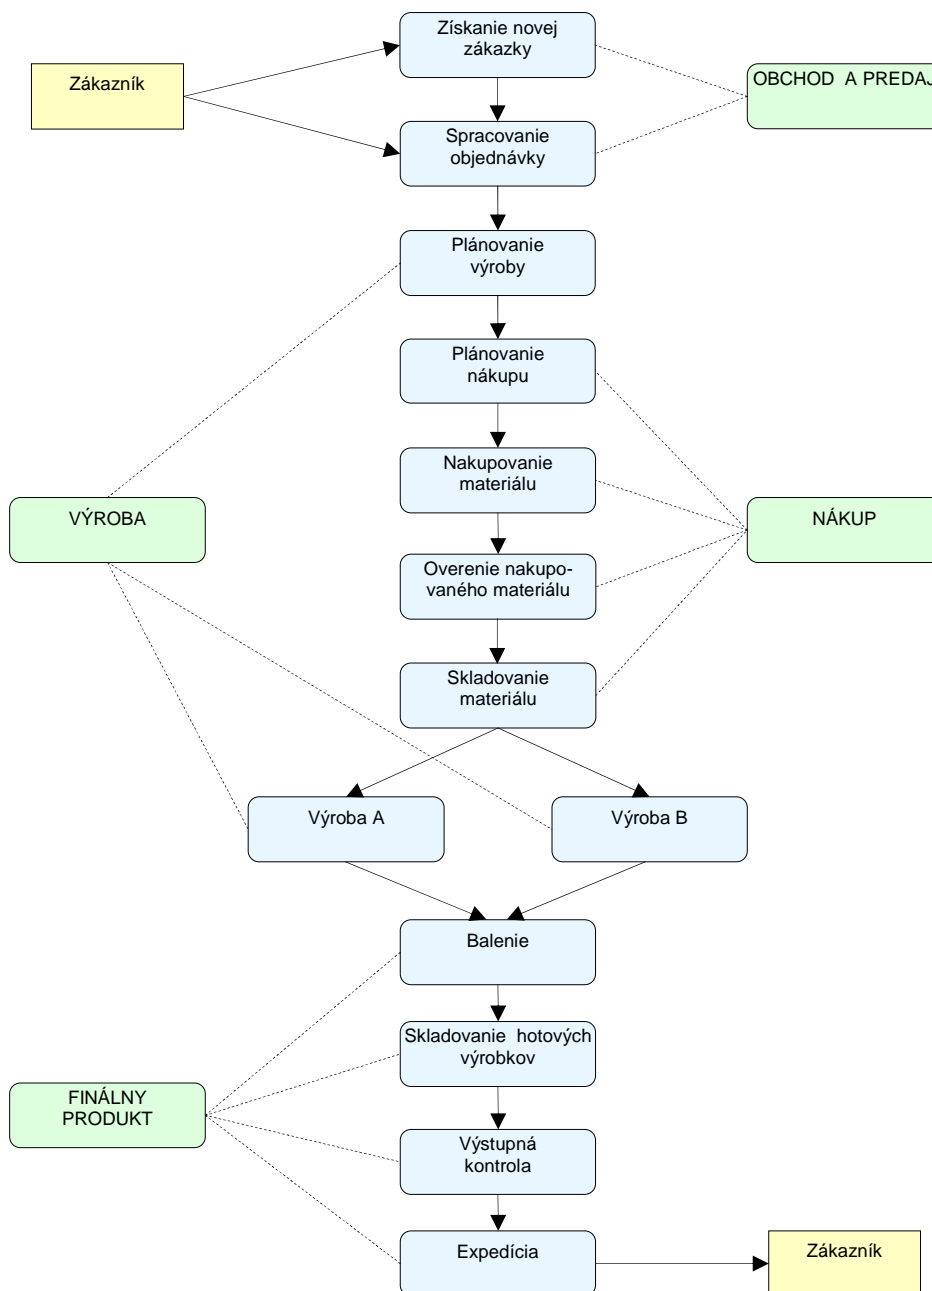 Získanie novej
zákazky
Zákazník
OBCHOD A PREDAJ
Spracovanie
objednávky
Plánovanie
výroby
Plánovanie
nákupu
Nakupovanie
materiálu
VÝROBA
NÁKUP
Overenie nakupo-
vaného materiálu
Skladovanie
materiálu
Výroba A
Výroba B
Balenie
Skladovanie hotových
výrobkov
FINÁLNY
PRODUKT
Výstupná
kontrola
Expedícia
Zákazník